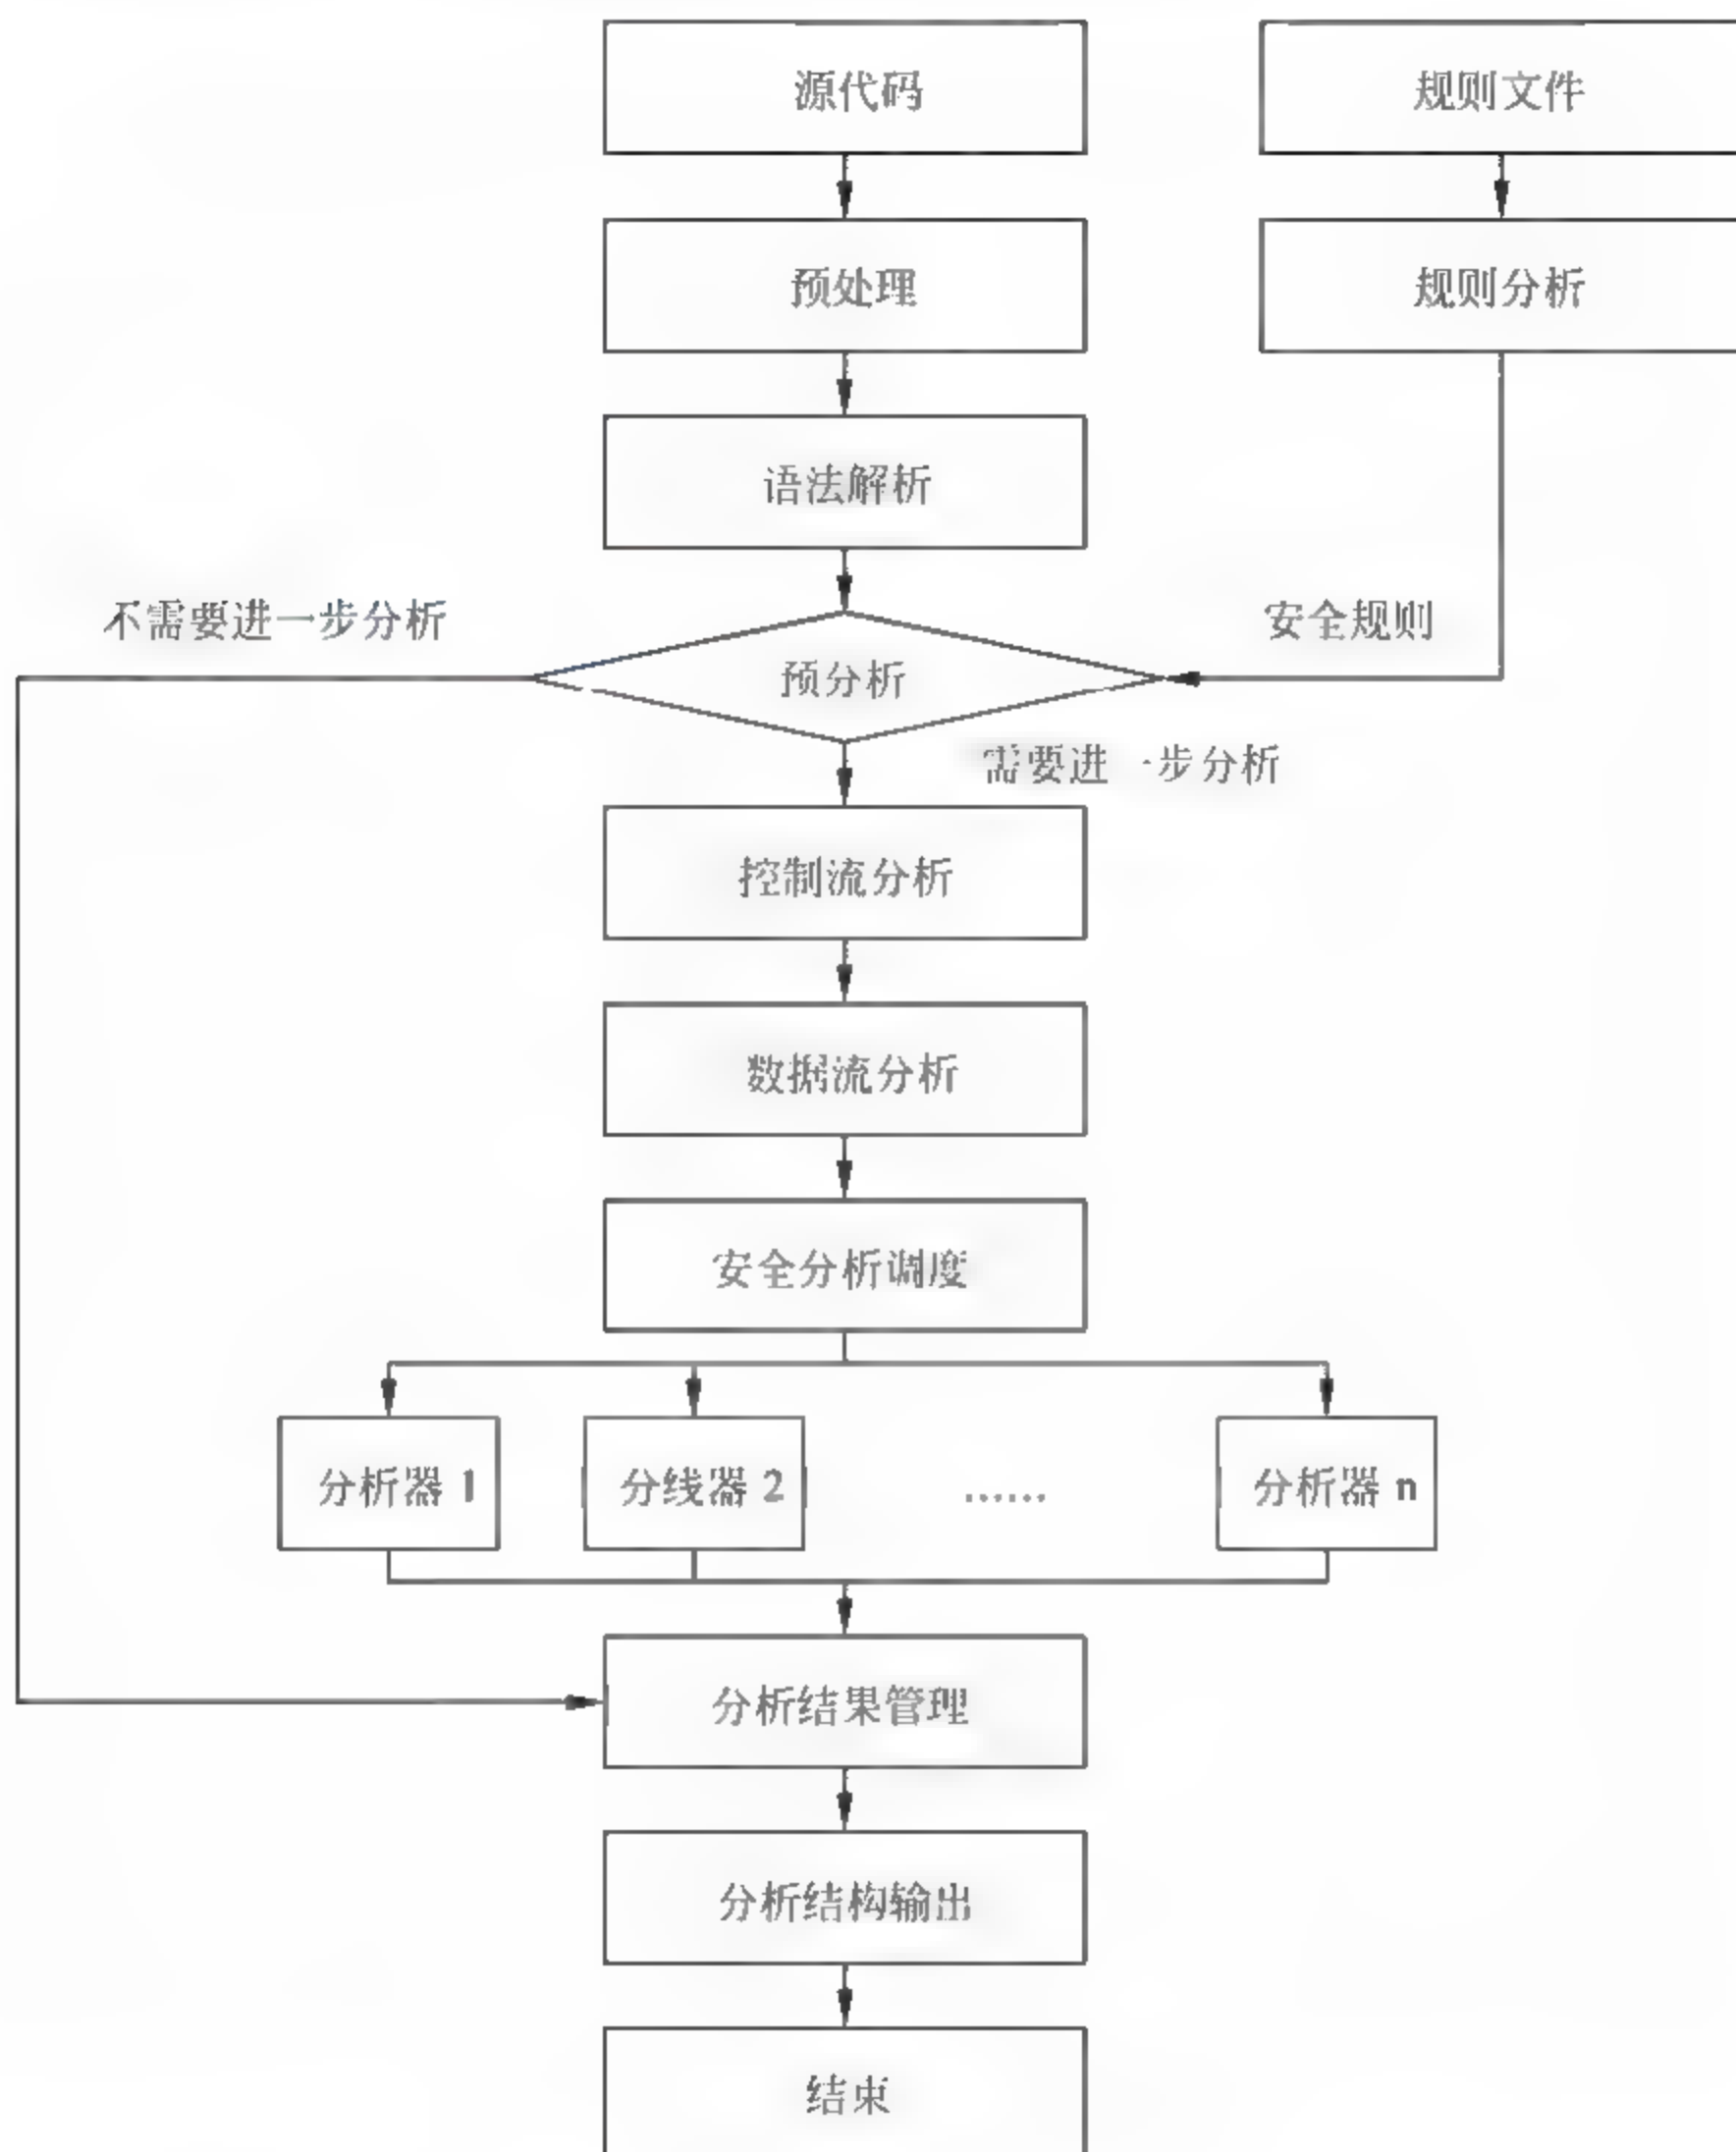 源代码
规则文件
预处理
规则分析
语法解析
不需要进一步分析
安全规则
预分析
需要进一步分析
控制流分析
数据流分析
安全分析调度
分析器 1
分线器 2
……
分析器 n
分析结果管理
分析结构输出
结束